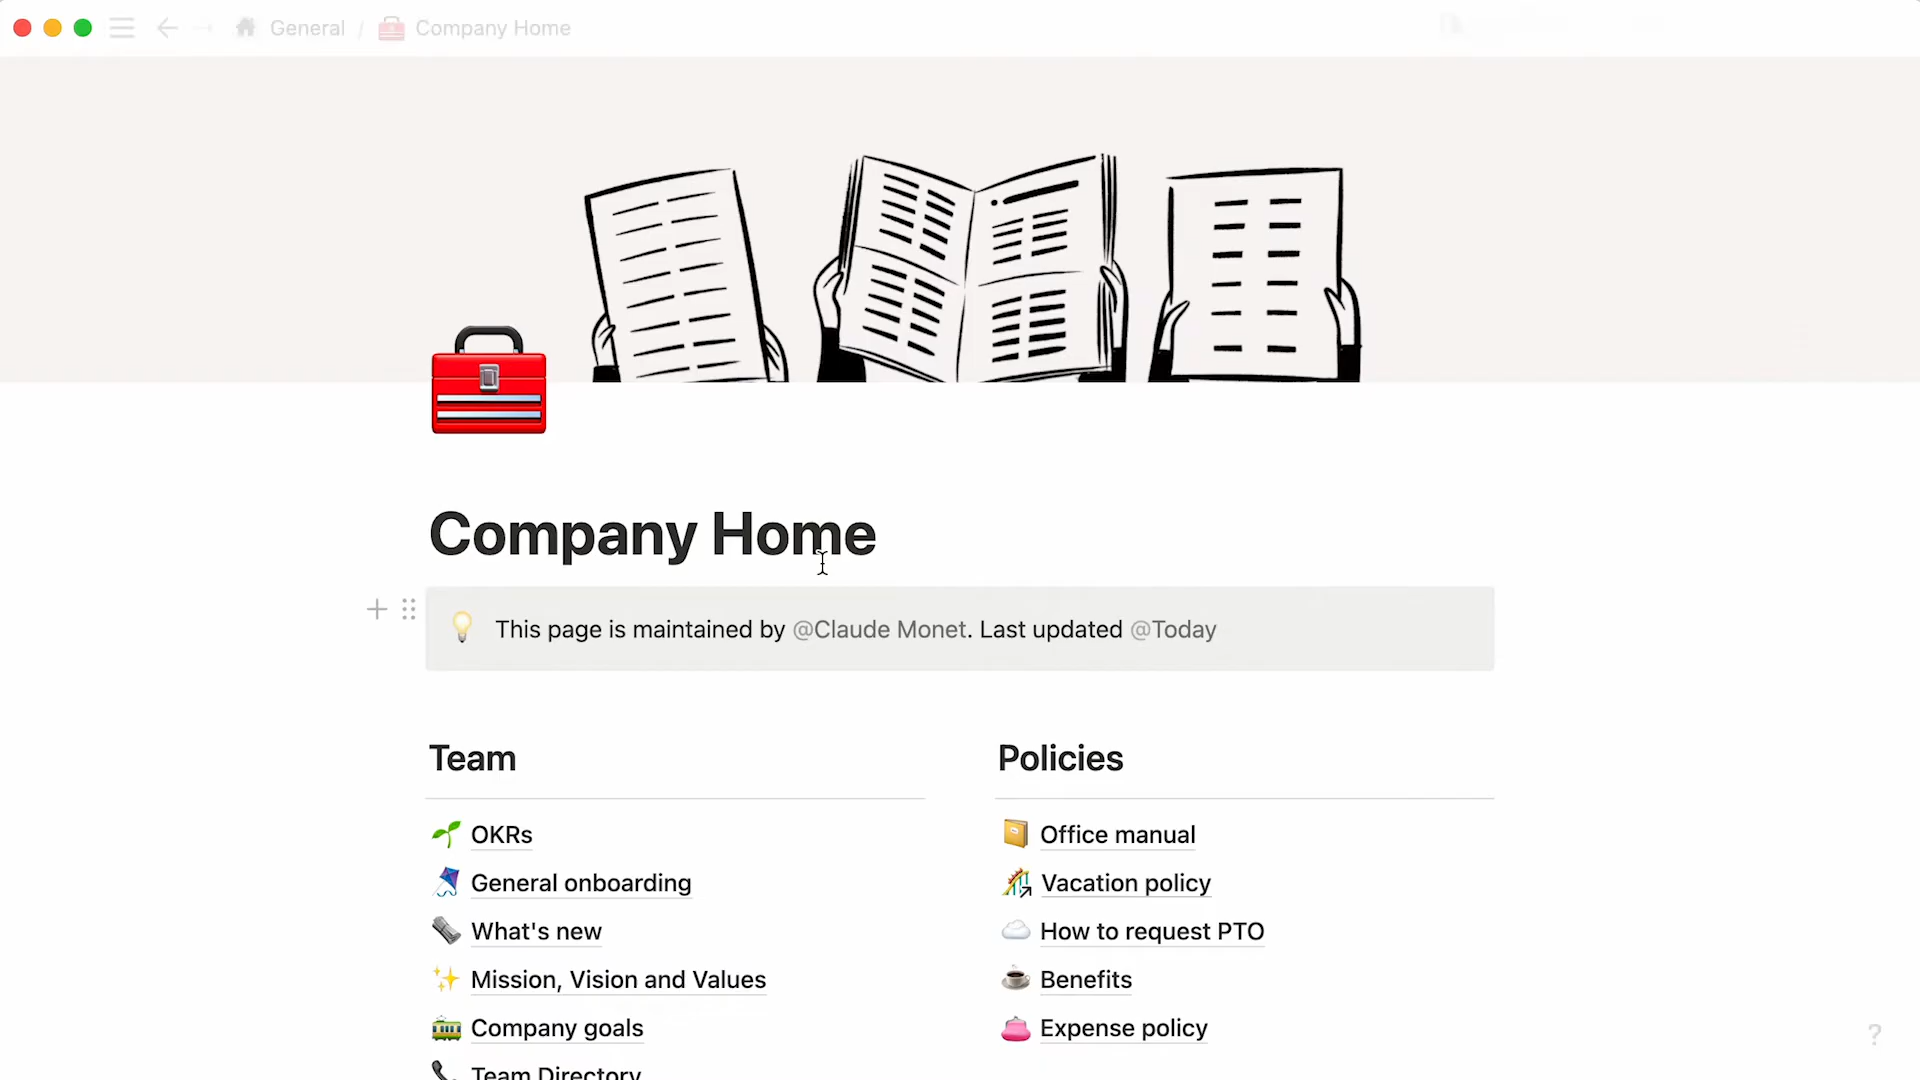 General / Company Home
Company Home
This page is maintained by @Claude Monet. Last updated @Today
Team
OKRs
General onboarding
What's new
Mission, Vision and Values
Company goals
Team Directory
Policies
Office manual
Vacation policy
How to request PTO
Benefits
Expense policy
?